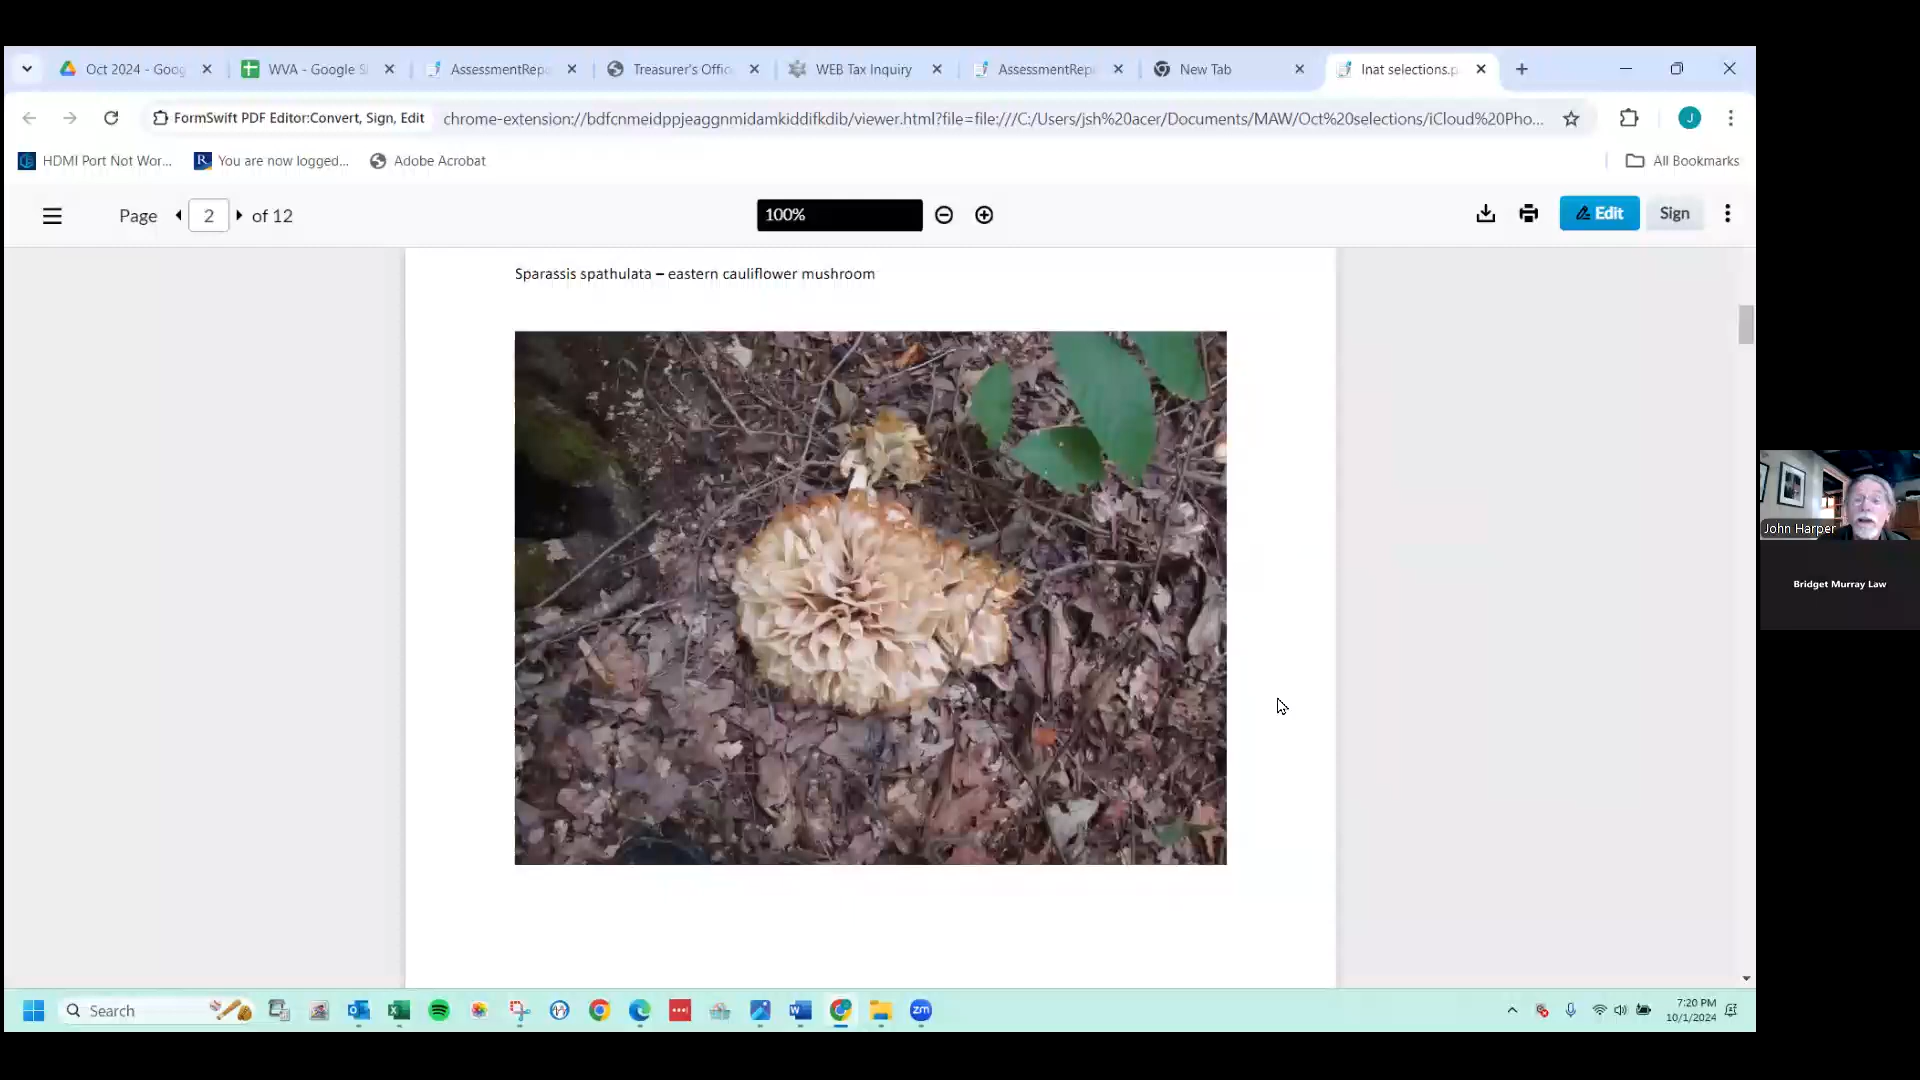 Oct 2024 - Goog
WVA - Google S
AssessmentRep
Treasurer's Offic
WEB Tax Inquiry
AssessmentRep
New Tab
Inat selections.p
FormSwift PDF Editor:Convert, Sign, Edit
chrome-extension://bdfcnmeidppjeaggnmidamkiddifkdib/viewer.html?file=file:///C:/Users/jsh%20acer/Documents/MAW/Oct%20selections/iCloud%20Pho...
J
HDMI Port Not Wor...
R
You are now logged...
Adobe Acrobat
All Bookmarks
Page 2 of 12
100%
Edit
Sign
Sparassis spathulata – eastern cauliflower mushroom
John Harper
Bridget Murray Law
Search
zm
7:20 PM
10/1/2024